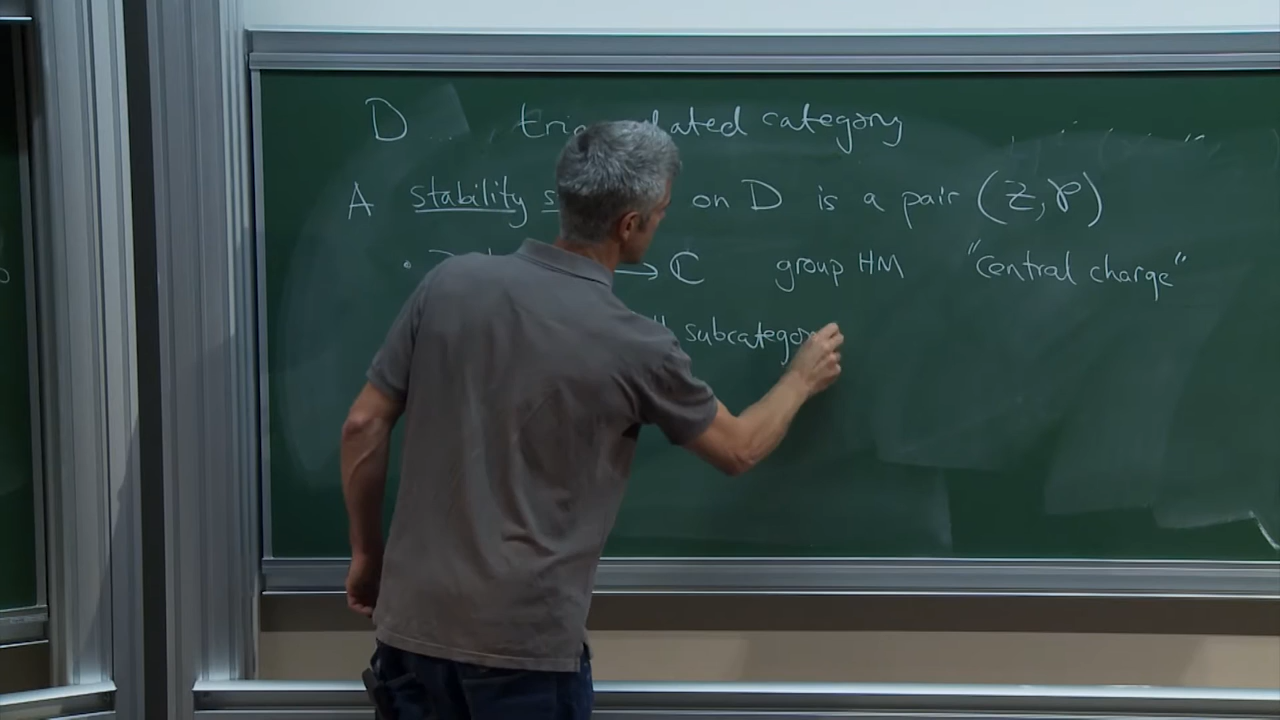 D triangulated category
A stability s on D is a pair (Z, P)
• Z → ℂ group HM "central charge"
subcategor